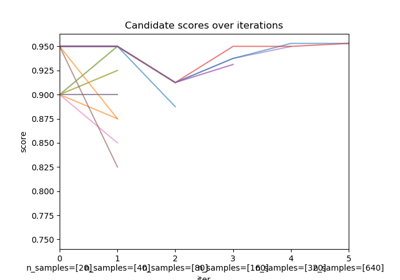 Candidate scores over iterations
0.950
0.925
0.900
0.875
0.850
0.825
0.800
0.775
0.750
score
0 1 2 3 4 5
n_samples=[20] n_samples=[40] n_samples=[80] n_samples=[160] n_samples=[320] n_samples=[640]
iter